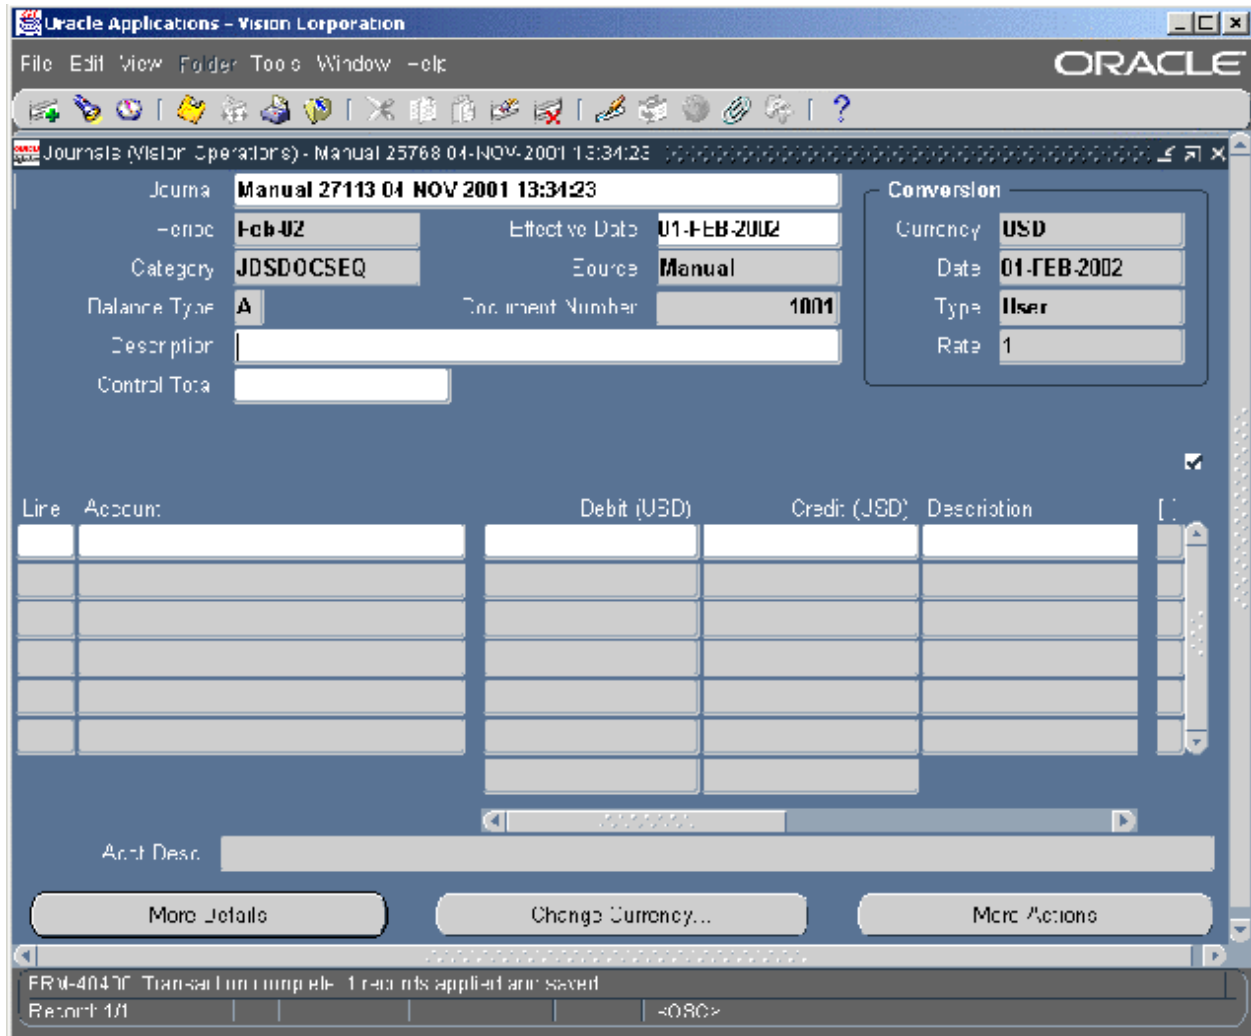 Oracle Applications - Vision Corporation
File Edit View Folder Tools Window Help
ORACLE
Journals (Vision Operations) - Manual 25768 04-NOV-2001 13:34:23
Journal Manual 27113 04 NOV 2001 13:34:23
Conversion
Period Feb-02 Effective Date 01-FEB-2002 Currency USD
Category JDSDOCSEQ Source Manual Date 01-FEB-2002
Balance Type A Document Number 1001 Type User
Description Rate 1
Control Total
Line Account Debit (USD) Credit (USD) Description [ ]
Acct Desc
More Details Change Currency... More Actions
FRM-40400: Transaction complete: 1 records applied and saved
Record: 1/1 <OSC>